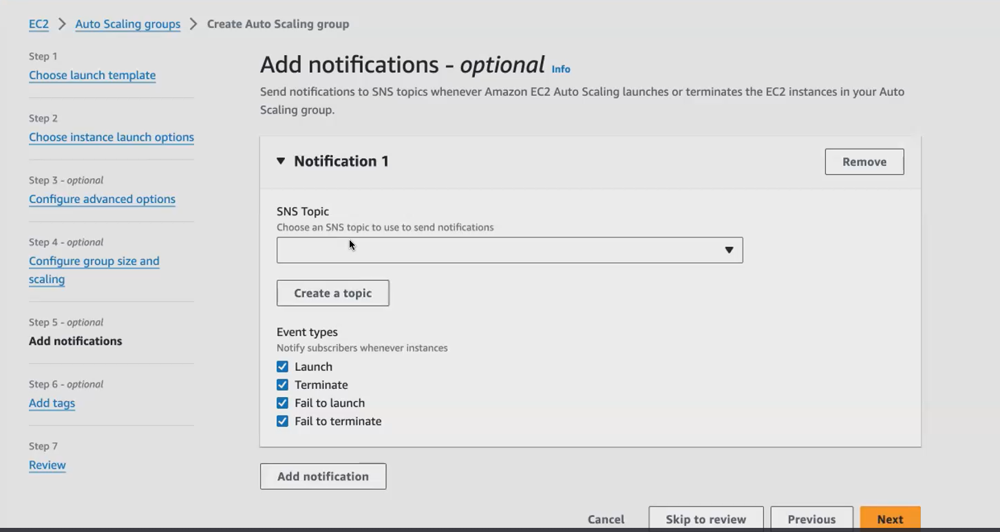 EC2 > Auto Scaling groups > Create Auto Scaling group
Step 1
Choose launch template
Step 2
Choose instance launch options
Step 3 - optional
Configure advanced options
Step 4 - optional
Configure group size and
scaling
Step 5 - optional
Add notifications
Step 6 - optional
Add tags
Step 7
Review
Add notifications - optional Info
Send notifications to SNS topics whenever Amazon EC2 Auto Scaling launches or terminates the EC2 instances in your Auto
Scaling group.
Notification 1
Remove
SNS Topic
Choose an SNS topic to use to send notifications
Create a topic
Event types
Notify subscribers whenever instances
Launch
Terminate
Fail to launch
Fail to terminate
Add notification
Cancel
Skip to review
Previous
Next